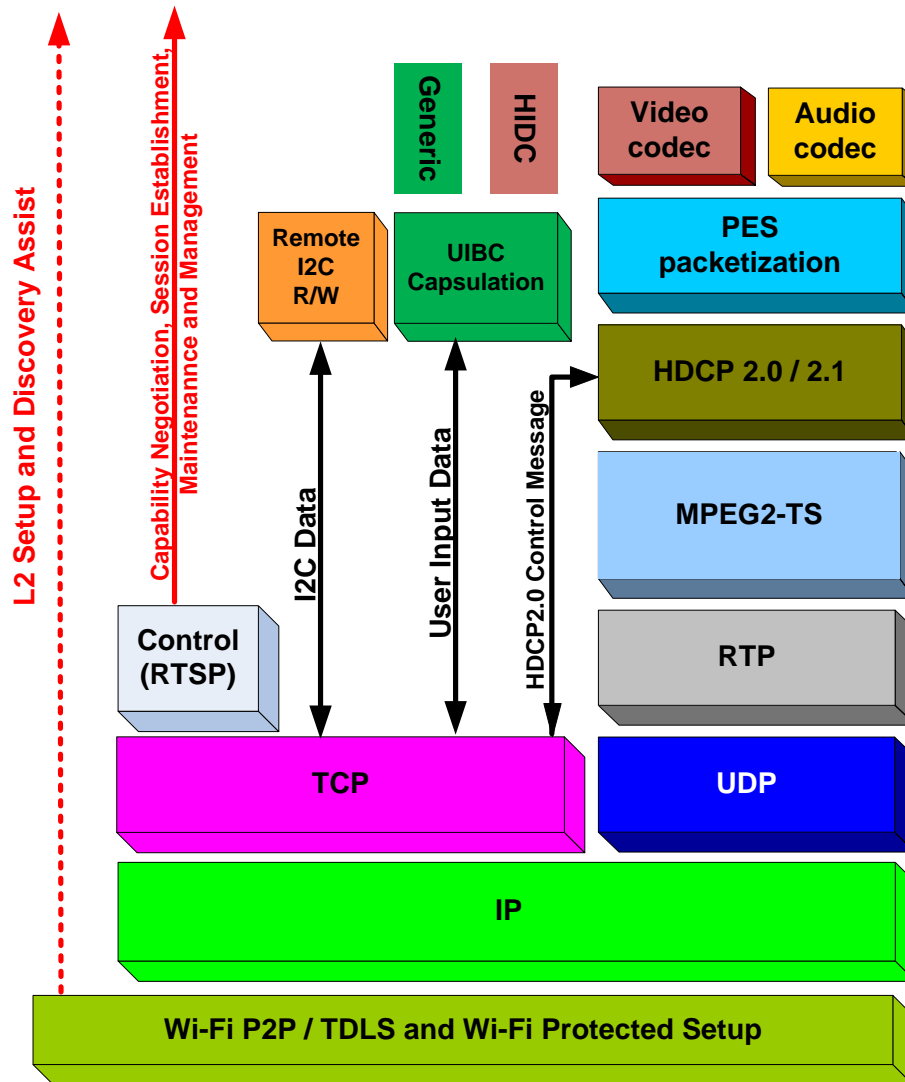 L2 Setup and Discovery Assist
Capability Negotiation, Session Establishment,
Maintenannce and Management
Generic
HIDC
Video
codec
Audio
codec
Remote
I2C
R/W
UIBC
Capsulation
PES
packetization
HDCP 2.0 / 2.1
I2C Data
User Input Data
HDCP2.0 Control Message
MPEG2-TS
Control
(RTSP)
RTP
TCP
UDP
IP
Wi-Fi P2P / TDLS and Wi-Fi Protected Setup